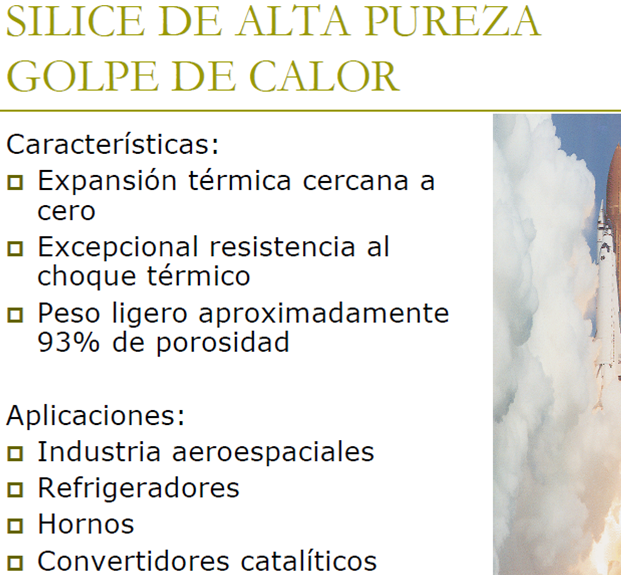 SILICE DE ALTA PUREZA
GOLPE DE CALOR
Características:
Expansión térmica cercana a
cero
Excepcional resistencia al
choque térmico
Peso ligero aproximadamente
93% de porosidad
Aplicaciones:
Industria aeroespaciales
Refrigeradores
Hornos
Convertidores catalíticos